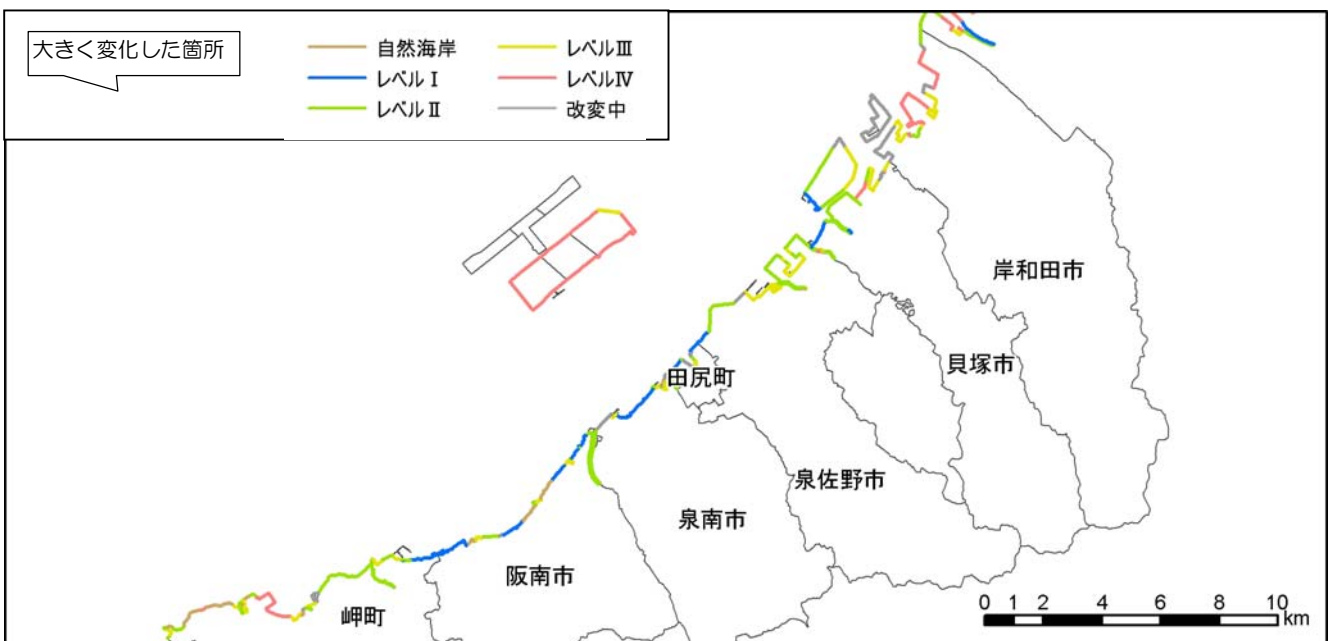 大きく変化した箇所
自然海岸
レベルⅠ
レベルⅡ
レベルⅢ
レベルⅣ
改変中
岸和田市
貝塚市
田尻町
泉佐野市
泉南市
阪南市
岬町
0 1 2 4 6 8 10
km